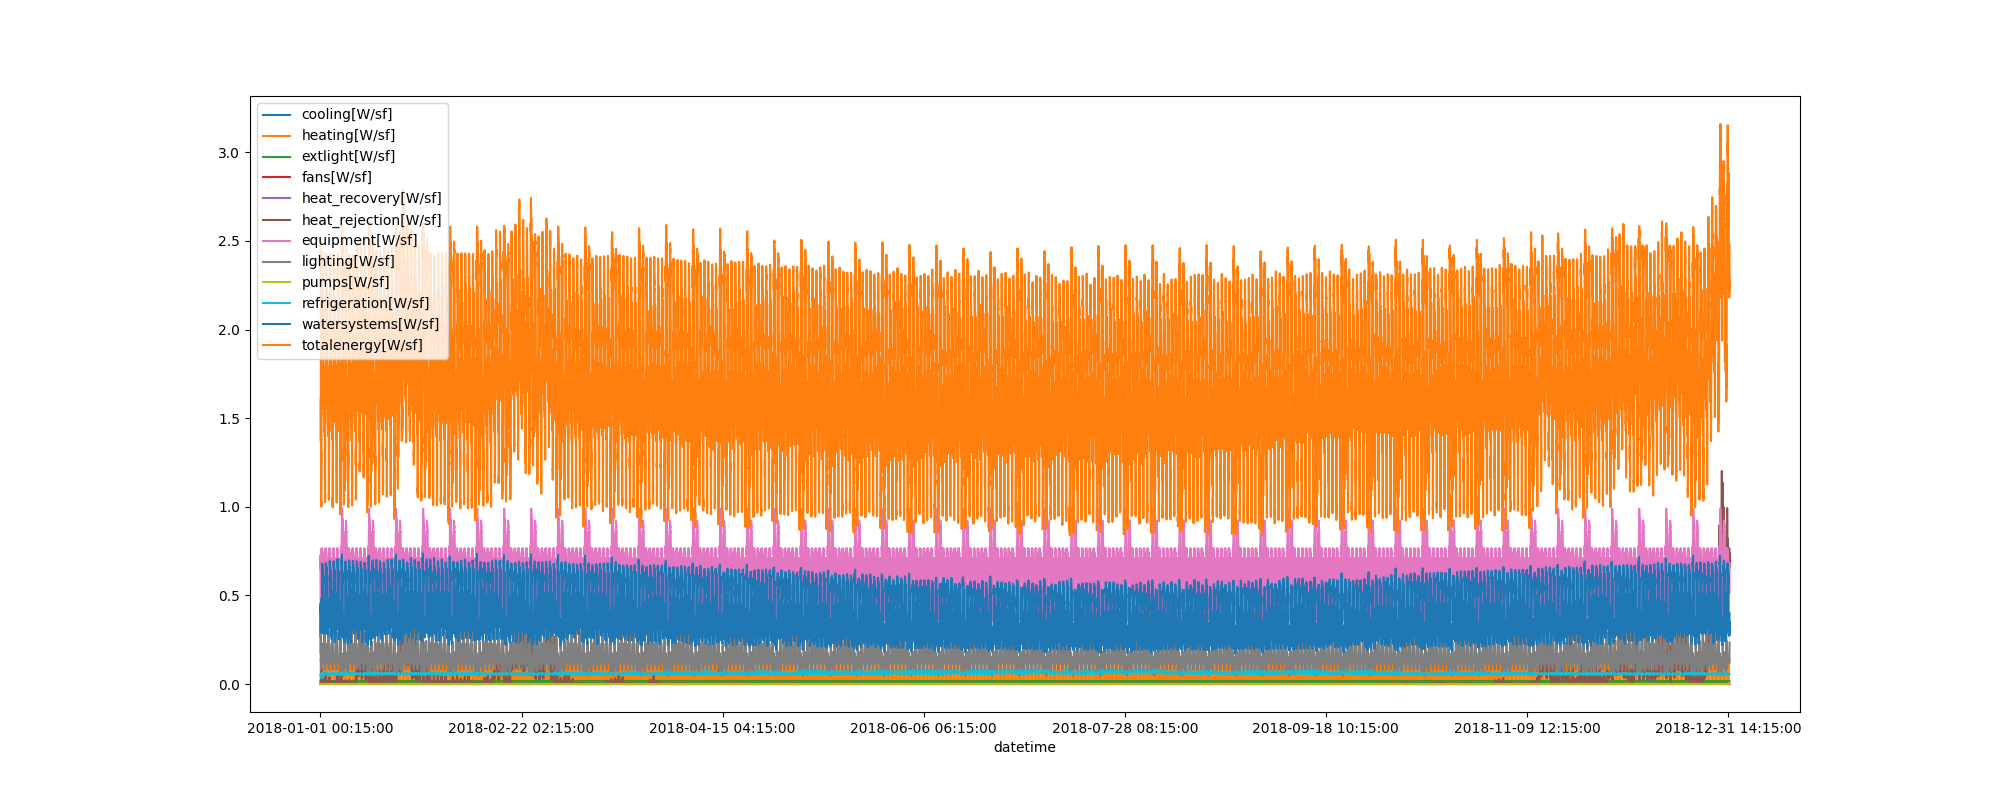 cooling[W/sf]
heating[W/sf]
extlight[W/sf]
fans[W/sf]
heat_recovery[W/sf]
heat_rejection[W/sf]
equipment[W/sf]
lighting[W/sf]
pumps[W/sf]
refrigeration[W/sf]
watersystems[W/sf]
totalenergy[W/sf]
3.0
2.5
2.0
1.5
1.0
0.5
0.0
2018-01-01 00:15:00 2018-02-22 02:15:00 2018-04-15 04:15:00 2018-06-06 06:15:00 2018-07-28 08:15:00 2018-09-18 10:15:00 2018-11-09 12:15:00 2018-12-31 14:15:00
datetime